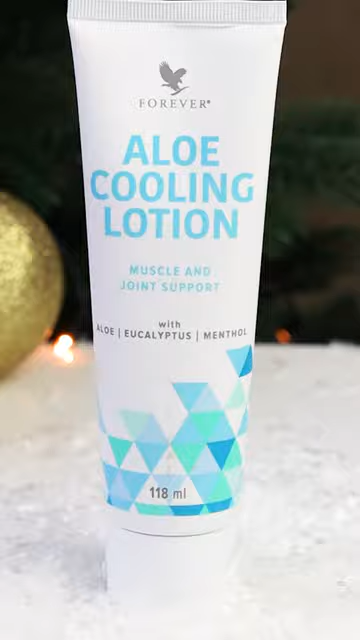 FOREVER®
ALOE
COOLING
LOTION
MUSCLE AND
JOINT SUPPORT
with
ALOE | EUCALYPTUS | MENTHOL
118 ml